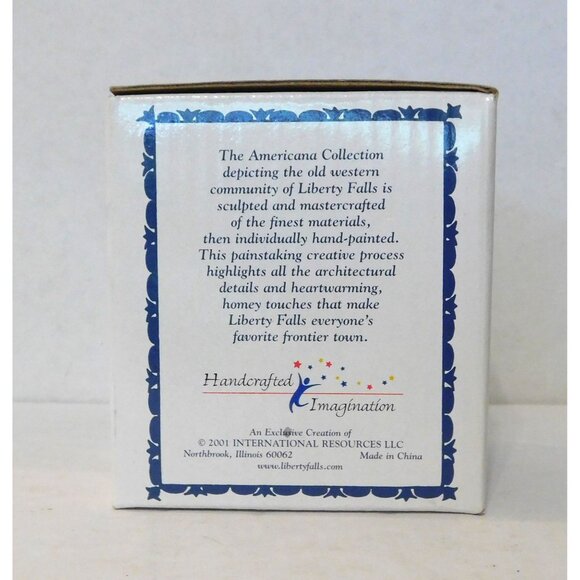 The Americana Collection
depicting the old western
community of Liberty Falls is
sculpted and mastercrafted
of the finest materials,
then individually hand-painted.
This painstaking creative process
highlights all the architectural
details and heartwarming,
homey touches that make
Liberty Falls everyone's
favorite frontier town.
Handcrafted
Imagination
An Exclusive Creation of
© 2001 INTERNATIONAL RESOURCES LLC
Northbrook, Illinois 60062 Made in China
www.libertyfalls.com